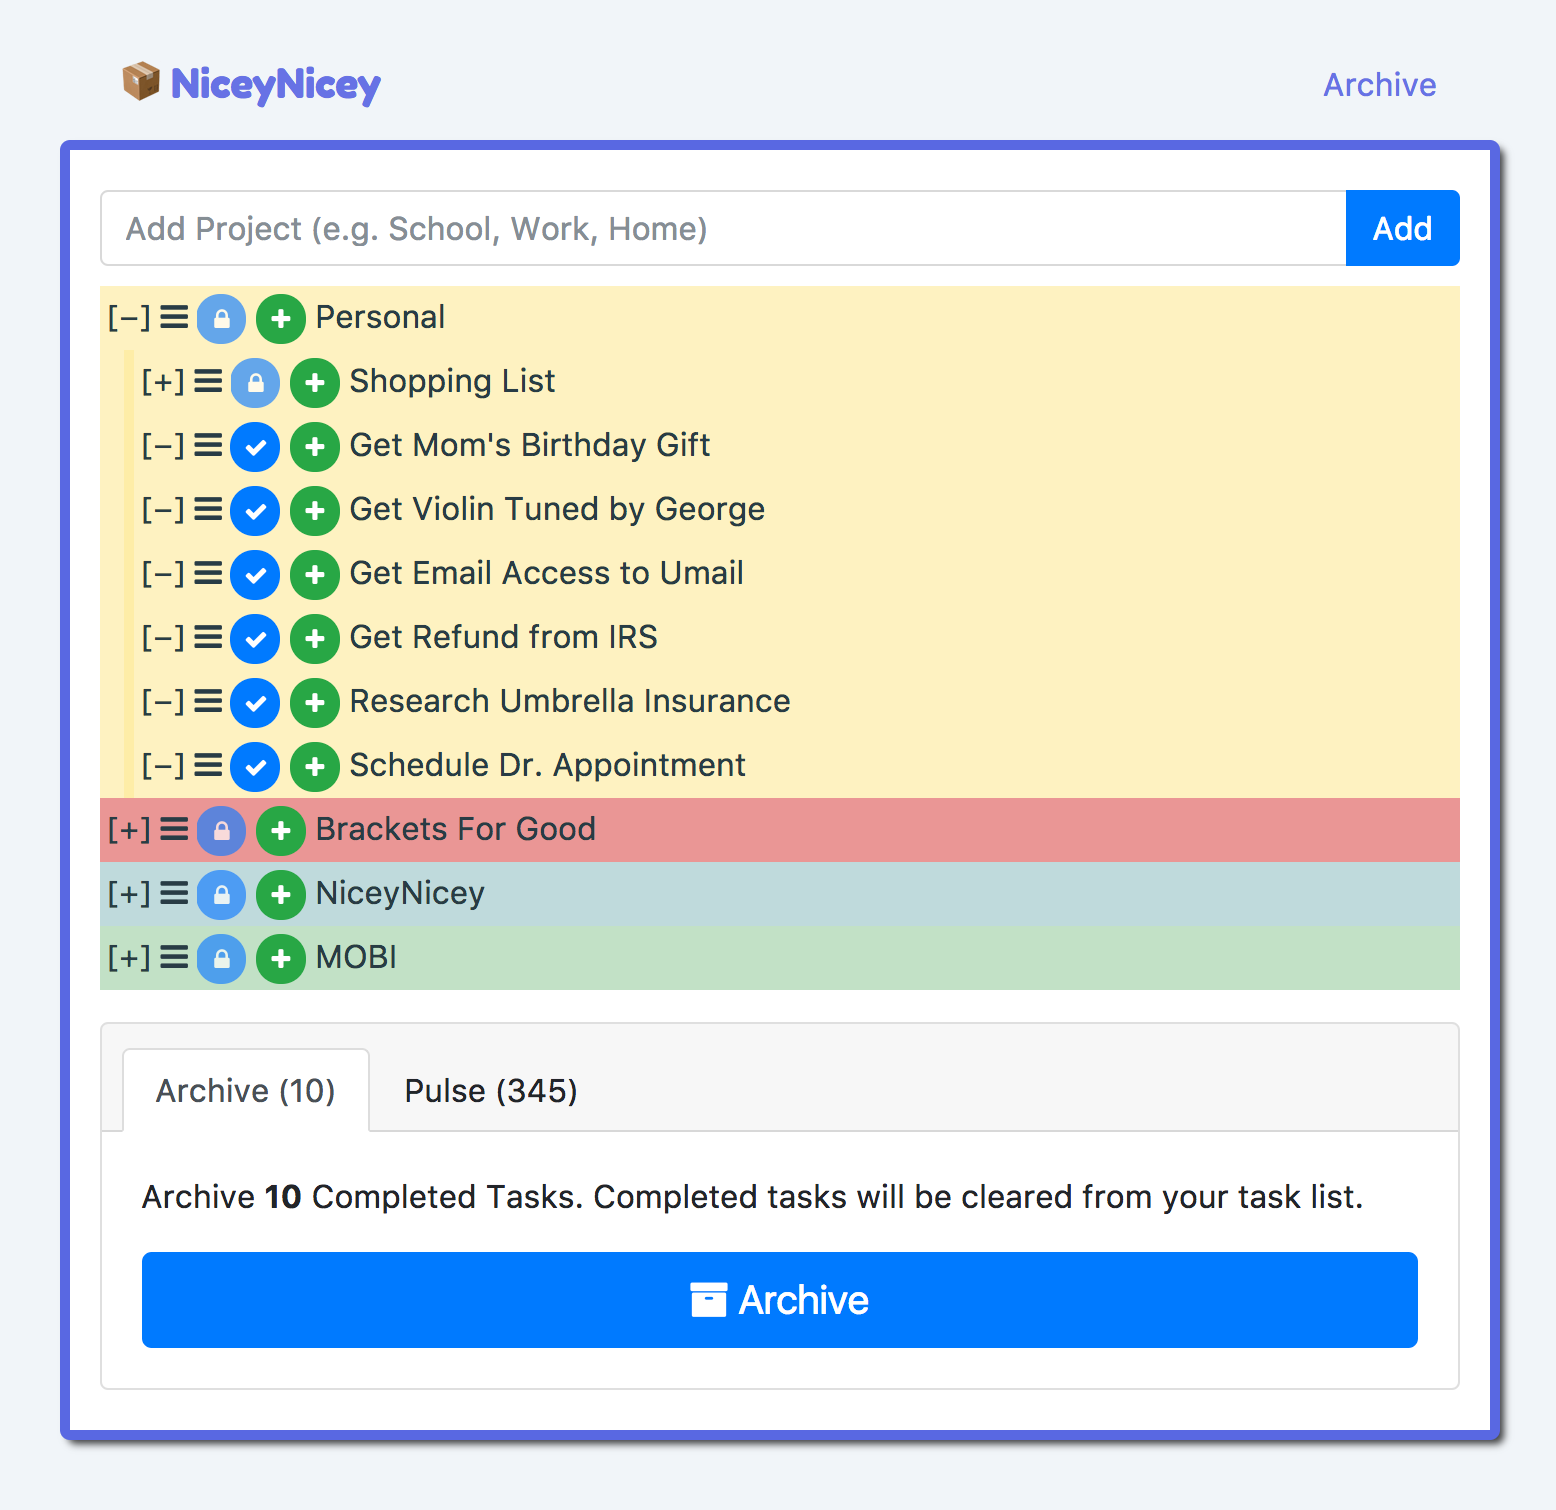 NiceyNicey
Archive
Add Project (e.g. School, Work, Home)
Add
[–] Personal
[+] Shopping List
[–] Get Mom's Birthday Gift
[–] Get Violin Tuned by George
[–] Get Email Access to Umail
[–] Get Refund from IRS
[–] Research Umbrella Insurance
[–] Schedule Dr. Appointment
[+] Brackets For Good
[+] NiceyNicey
[+] MOBI
Archive (10)
Pulse (345)
Archive 10 Completed Tasks. Completed tasks will be cleared from your task list.
Archive